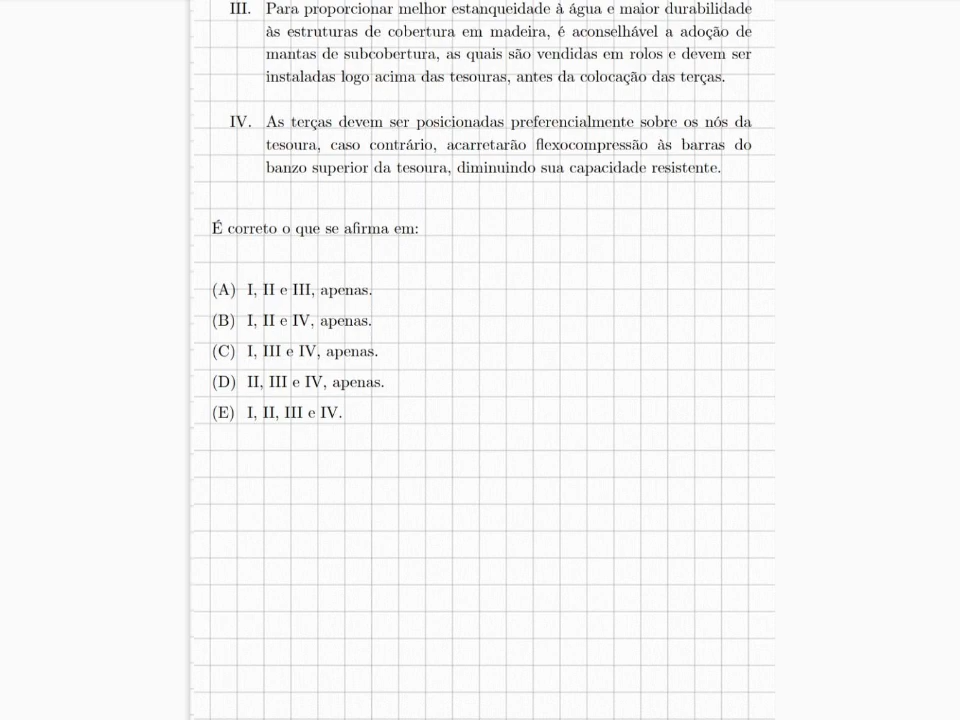 III. Para proporcionar melhor estanqueidade à água e maior durabilidade
às estruturas de cobertura em madeira, é aconselhável a adoção de
mantas de subcobertura, as quais são vendidas em rolos e devem ser
instaladas logo acima das tesouras, antes da colocação das terças.
IV. As terças devem ser posicionadas preferencialmente sobre os nós da
tesoura, caso contrário, acarretarão flexocompressão às barras do
banzo superior da tesoura, diminuindo sua capacidade resistente.
É correto o que se afirma em:
(A) I, II e III, apenas.
(B) I, II e IV, apenas.
(C) I, III e IV, apenas.
(D) II, III e IV, apenas.
(E) I, II, III e IV.